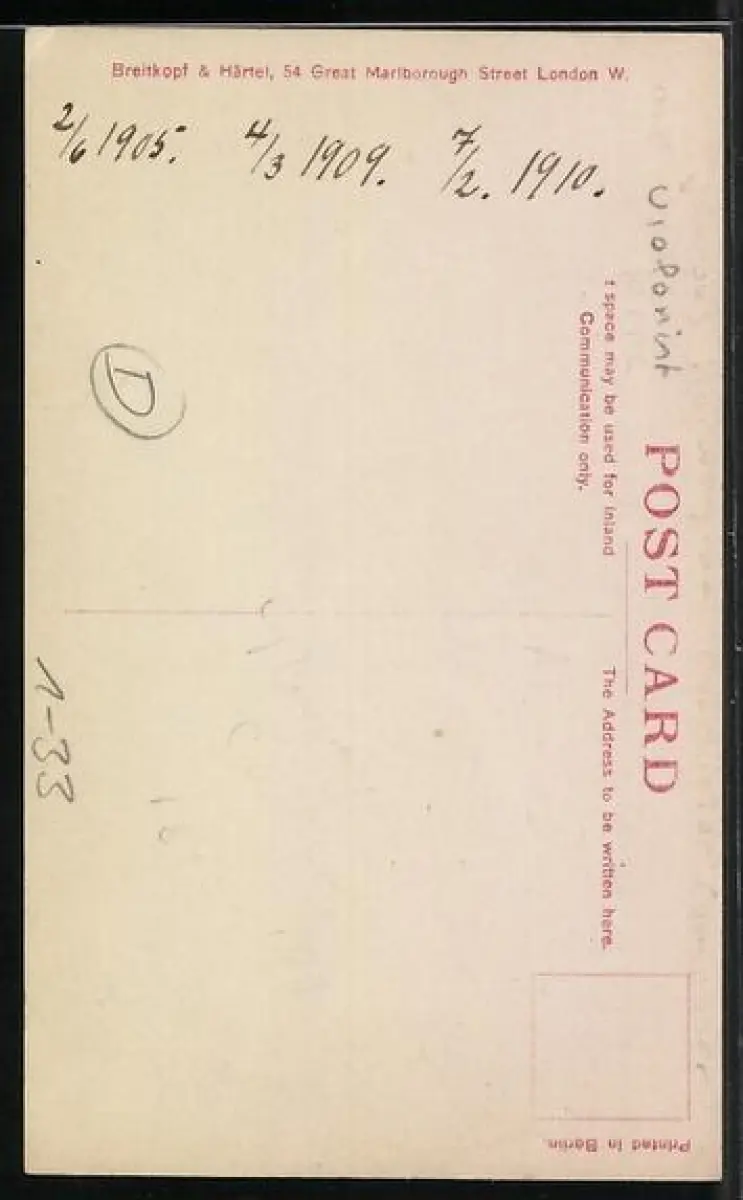 Breitkopf & Härtel, 54 Great Marlborough Street London W.
2/6 1905. 4/3 1909. 7/2. 1910.
Violonist
POST CARD
t space may be used for Inland
Communication only.
The Address to be written here.
D
1-33
Printed in Berlin.